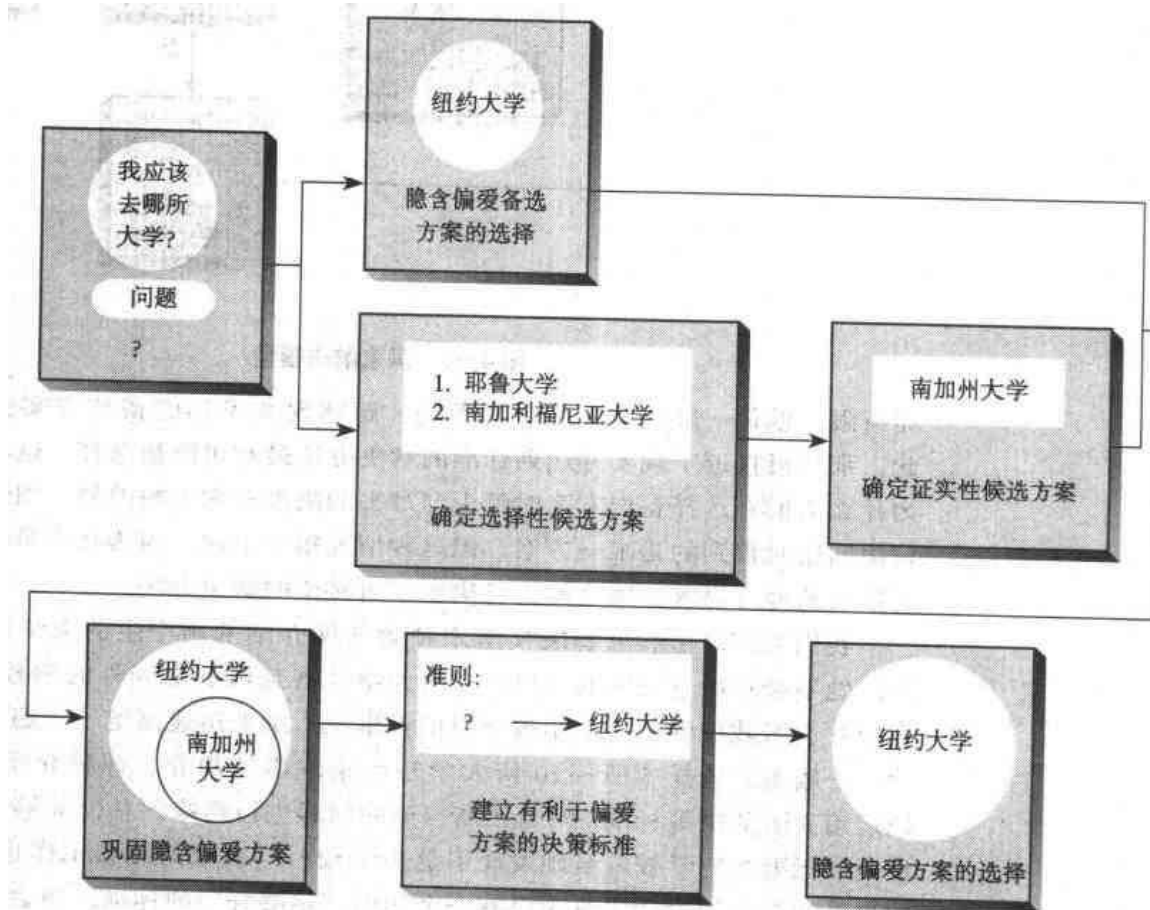 我应该
去哪所
大学?
问题
?
纽约大学
隐含偏爱备选
方案的选择
1. 耶鲁大学
2. 南加利福尼亚大学
确定选择性候选方案
南加州大学
确定证实性候选方案
纽约大学
南加州
大学
巩固隐含偏爱方案
准则:
? 纽约大学
建立有利于偏爱
方案的决策标准
纽约大学
隐含偏爱方案的选择